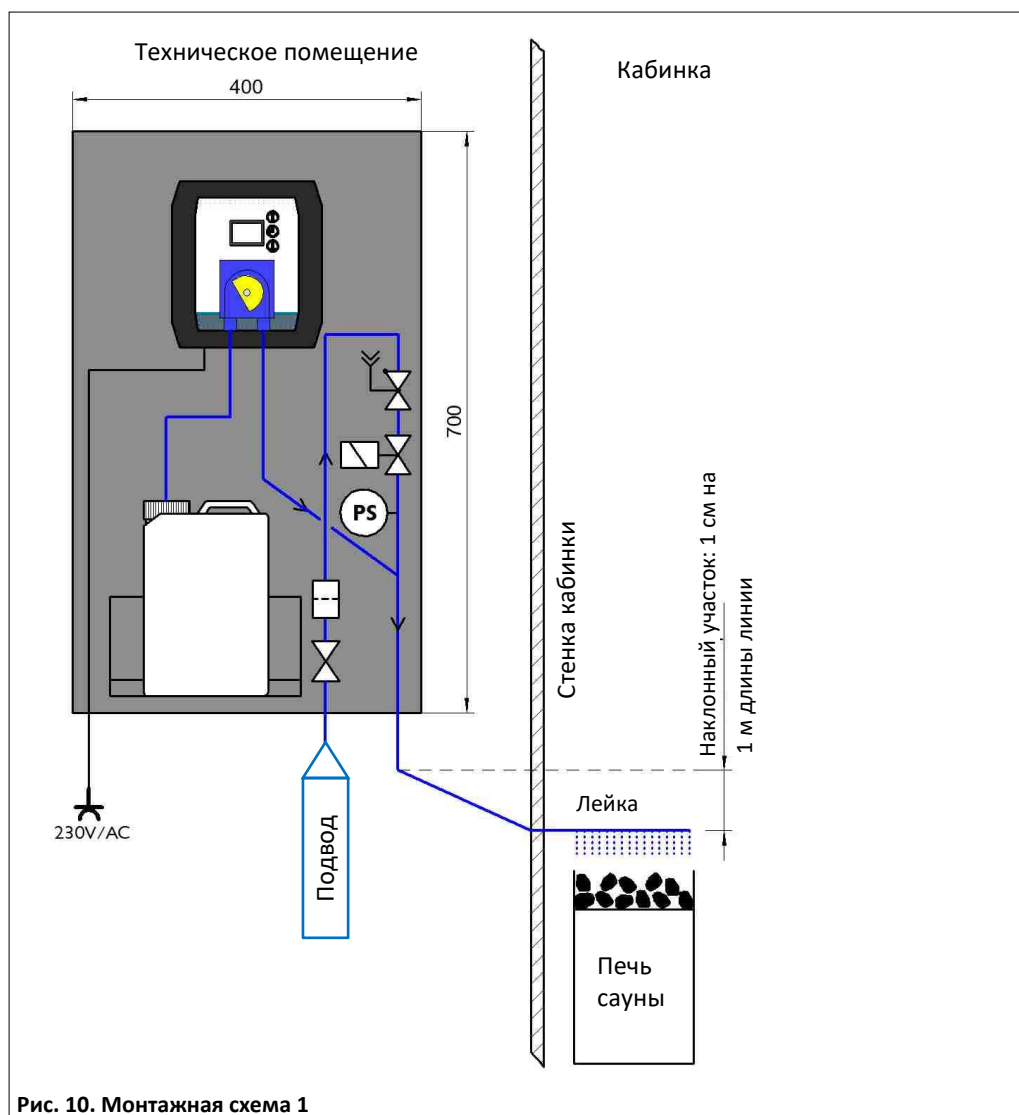 Техническое помещение
Кабинка
400
700
PS
Стенка кабинки
Наклонный участок: 1 см на
1 м длины линии
Лейка
230V/AC
Подвод
Печь
сауны
Рис. 10. Монтажная схема 1